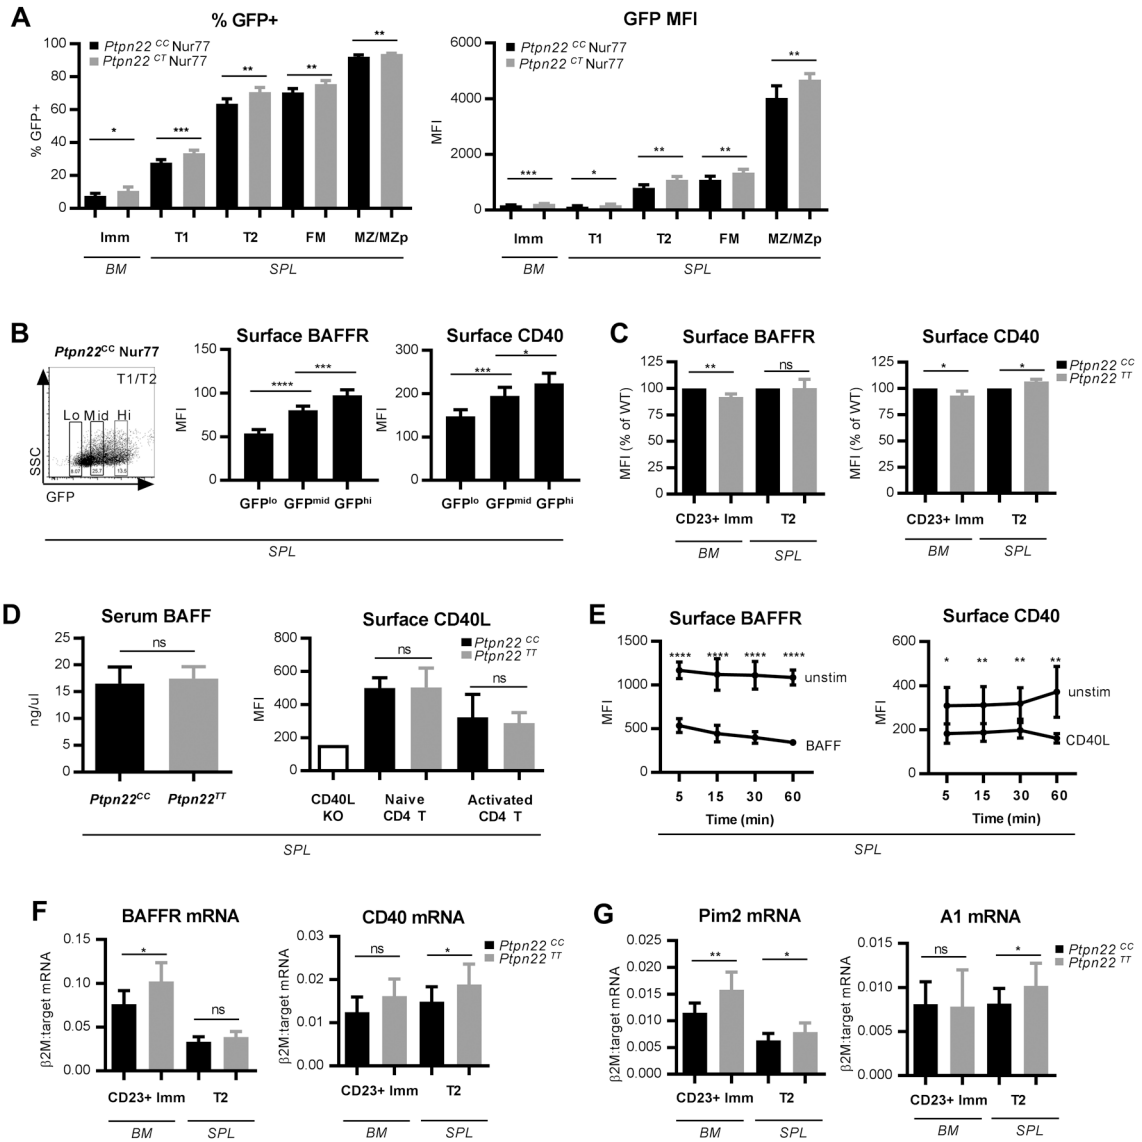 A
% GFP+
Ptpn22 CC Nur77
Ptpn22 CT Nur77
% GFP+
100
80
60
40
20
0
*
***
**
**
**
Imm
T1
T2
FM
MZ/MZp
BM
SPL
GFP MFI
Ptpn22 CC Nur77
Ptpn22 CT Nur77
MFI
6000
4000
2000
0
***
*
**
**
**
Imm
T1
T2
FM
MZ/MZp
BM
SPL
B
Ptpn22CC Nur77
T1/T2
Lo Mid Hi
SSC
GFP
Surface BAFFR
MFI
150
100
50
0
****
***
GFPlo
GFPmid
GFPhi
Surface CD40
MFI
300
200
100
0
***
*
GFPlo
GFPmid
GFPhi
SPL
C
Surface BAFFR
MFI (% of WT)
125
100
75
50
25
0
**
ns
CD23+ Imm
T2
BM
SPL
Surface CD40
MFI (% of WT)
125
100
75
50
25
0
*
*
Ptpn22 CC
Ptpn22 TT
CD23+ Imm
T2
BM
SPL
D
Serum BAFF
ng/ul
25
20
15
10
5
0
ns
Ptpn22CC
Ptpn22TT
Surface CD40L
Ptpn22 CC
Ptpn22 TT
MFI
800
600
400
200
0
ns
ns
CD40L KO
Naive CD4 T
Activated CD4 T
SPL
E
Surface BAFFR
MFI
1500
1000
500
0
****
****
****
****
unstim
BAFF
5
15
30
60
Time (min)
Surface CD40
MFI
600
400
200
0
*
**
**
**
unstim
CD40L
5
15
30
60
Time (min)
SPL
F
BAFFR mRNA
β2M:target mRNA
0.15
0.10
0.05
0.00
*
ns
CD23+ Imm
T2
BM
SPL
CD40 mRNA
0.03
0.02
0.01
0.00
ns
*
Ptpn22 CC
Ptpn22 TT
CD23+ Imm
T2
BM
SPL
G
Pim2 mRNA
β2M:target mRNA
0.025
0.020
0.015
0.010
0.005
0.000
**
*
CD23+ Imm
T2
BM
SPL
A1 mRNA
β2M:target mRNA
0.015
0.010
0.005
0.000
ns
*
Ptpn22 CC
Ptpn22 TT
CD23+ Imm
T2
BM
SPL